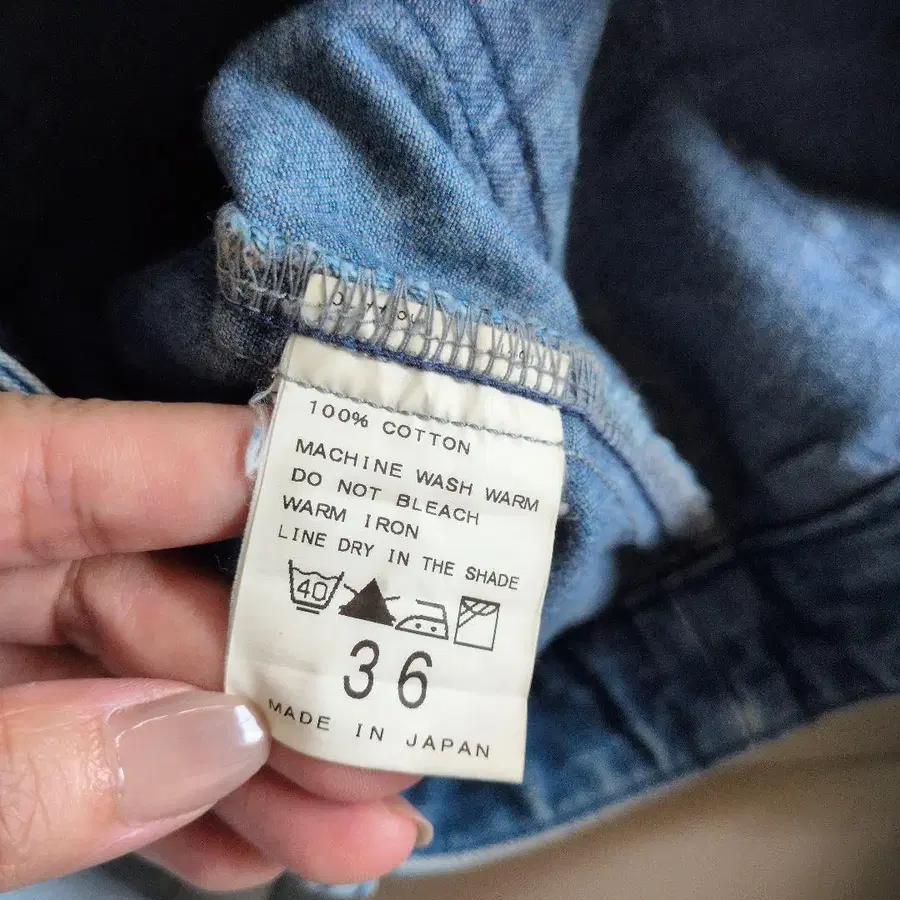 100% COTTON
MACHINE WASH WARM
DO NOT BLEACH
WARM IRON
LINE DRY IN THE SHADE
40
36
MADE IN JAPAN